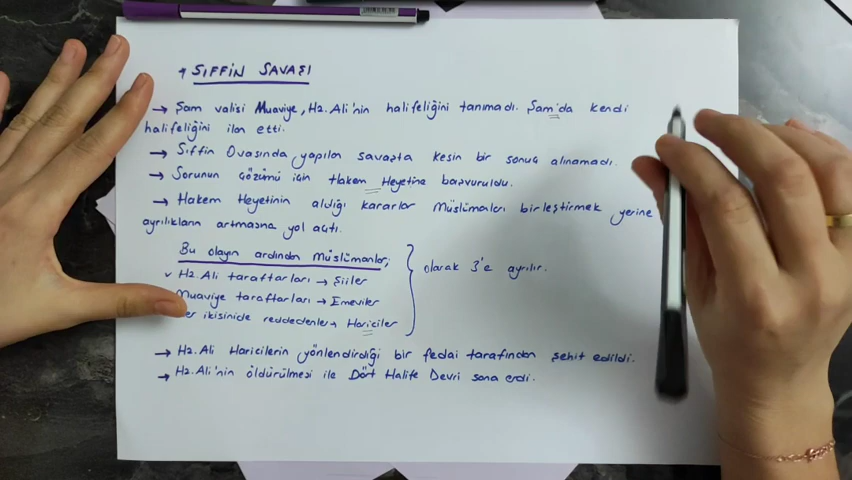 SIFFİN SAVAŞI
→ Şam valisi Muaviye, Hz. Ali'nin halifeliğini tanımadı. Şam'da kendi
halifeliğini ilan etti.
→ Sıffin Ovasında yapılan savaşta kesin bir sonuç alınamadı.
→ Sorunun çözümü için Hakem Heyetine başvuruldu.
→ Hakem Heyetinin aldığı kararlar Müslümanları birleştirmek yerine
ayrılıkların artmasına yol açtı.
Bu olayın ardından müslümanlar;
✓ Hz. Ali taraftarları → Şiiler
Muaviye taraftarları → Emeviler
ikisinide reddedenler → Hariciler
olarak 3'e ayrılır.
→ Hz. Ali Haricilerin yönlendirdiği bir fedai tarafından şehit edildi.
→ Hz. Ali'nin öldürülmesi ile Dört Halife Devri sona erdi.